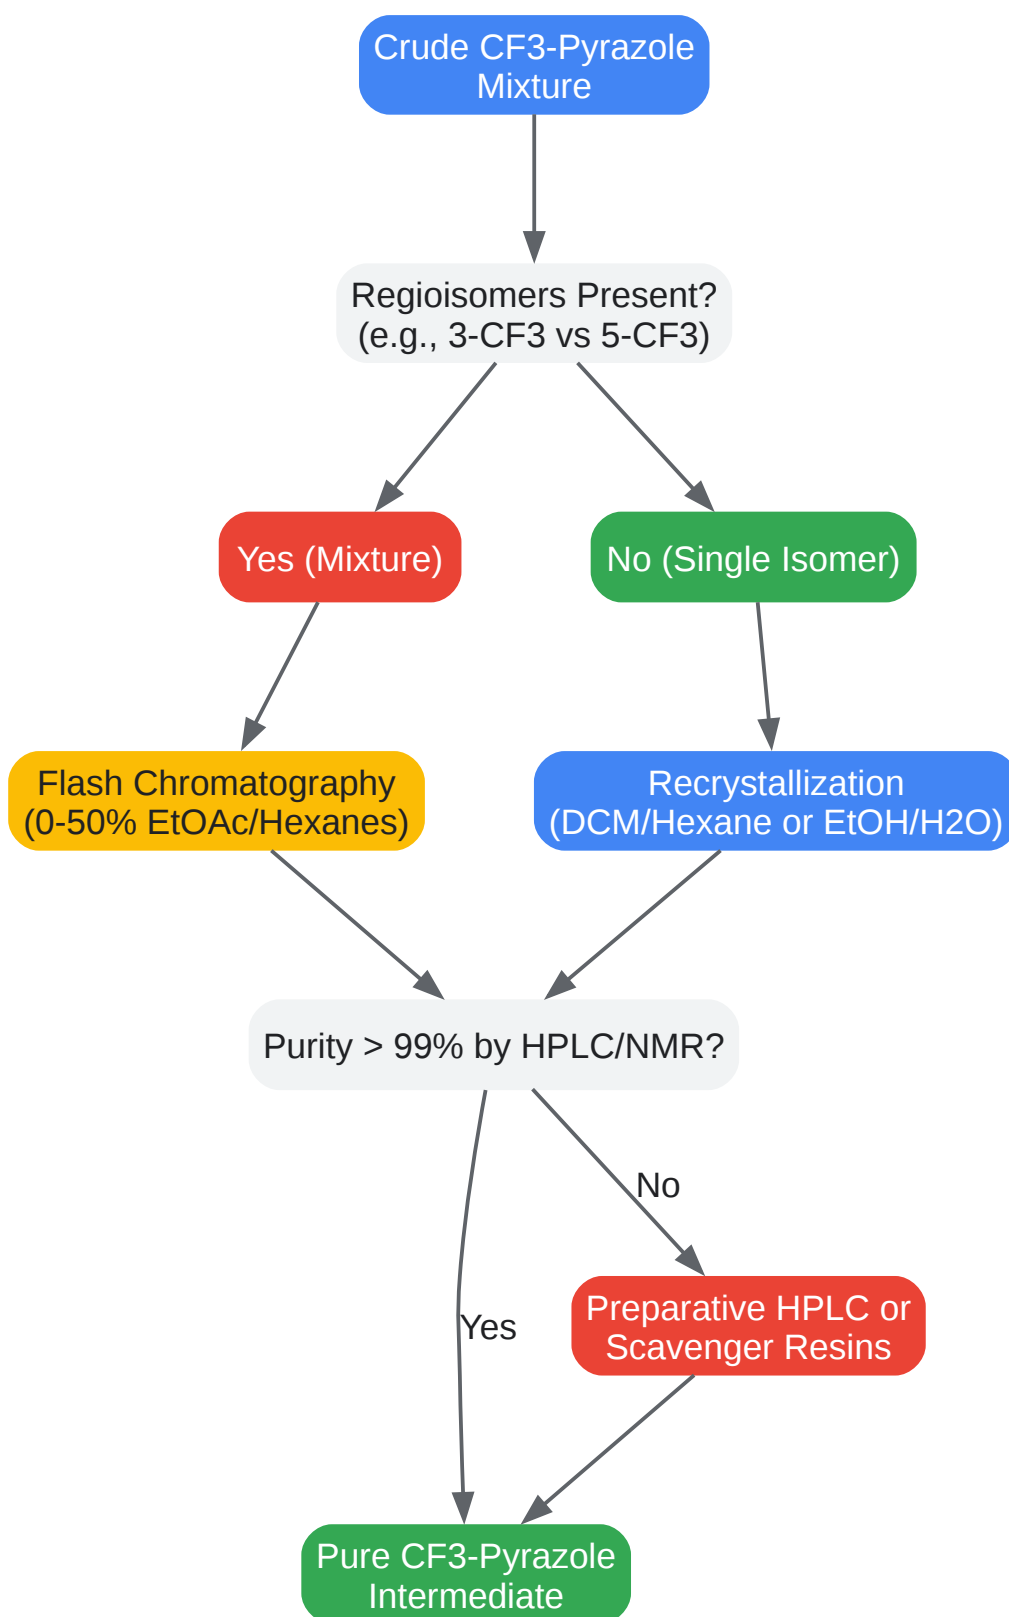 Crude CF3-Pyrazole
Mixture
Regioisomers Present?
(e.g., 3-CF3 vs 5-CF3)
Yes (Mixture)
No (Single Isomer)
Flash Chromatography
(0-50% EtOAc/Hexanes)
Recrystallization
(DCM/Hexane or EtOH/H2O)
Purity > 99% by HPLC/NMR?
No
Yes
Preparative HPLC or
Scavenger Resins
Pure CF3-Pyrazole
Intermediate